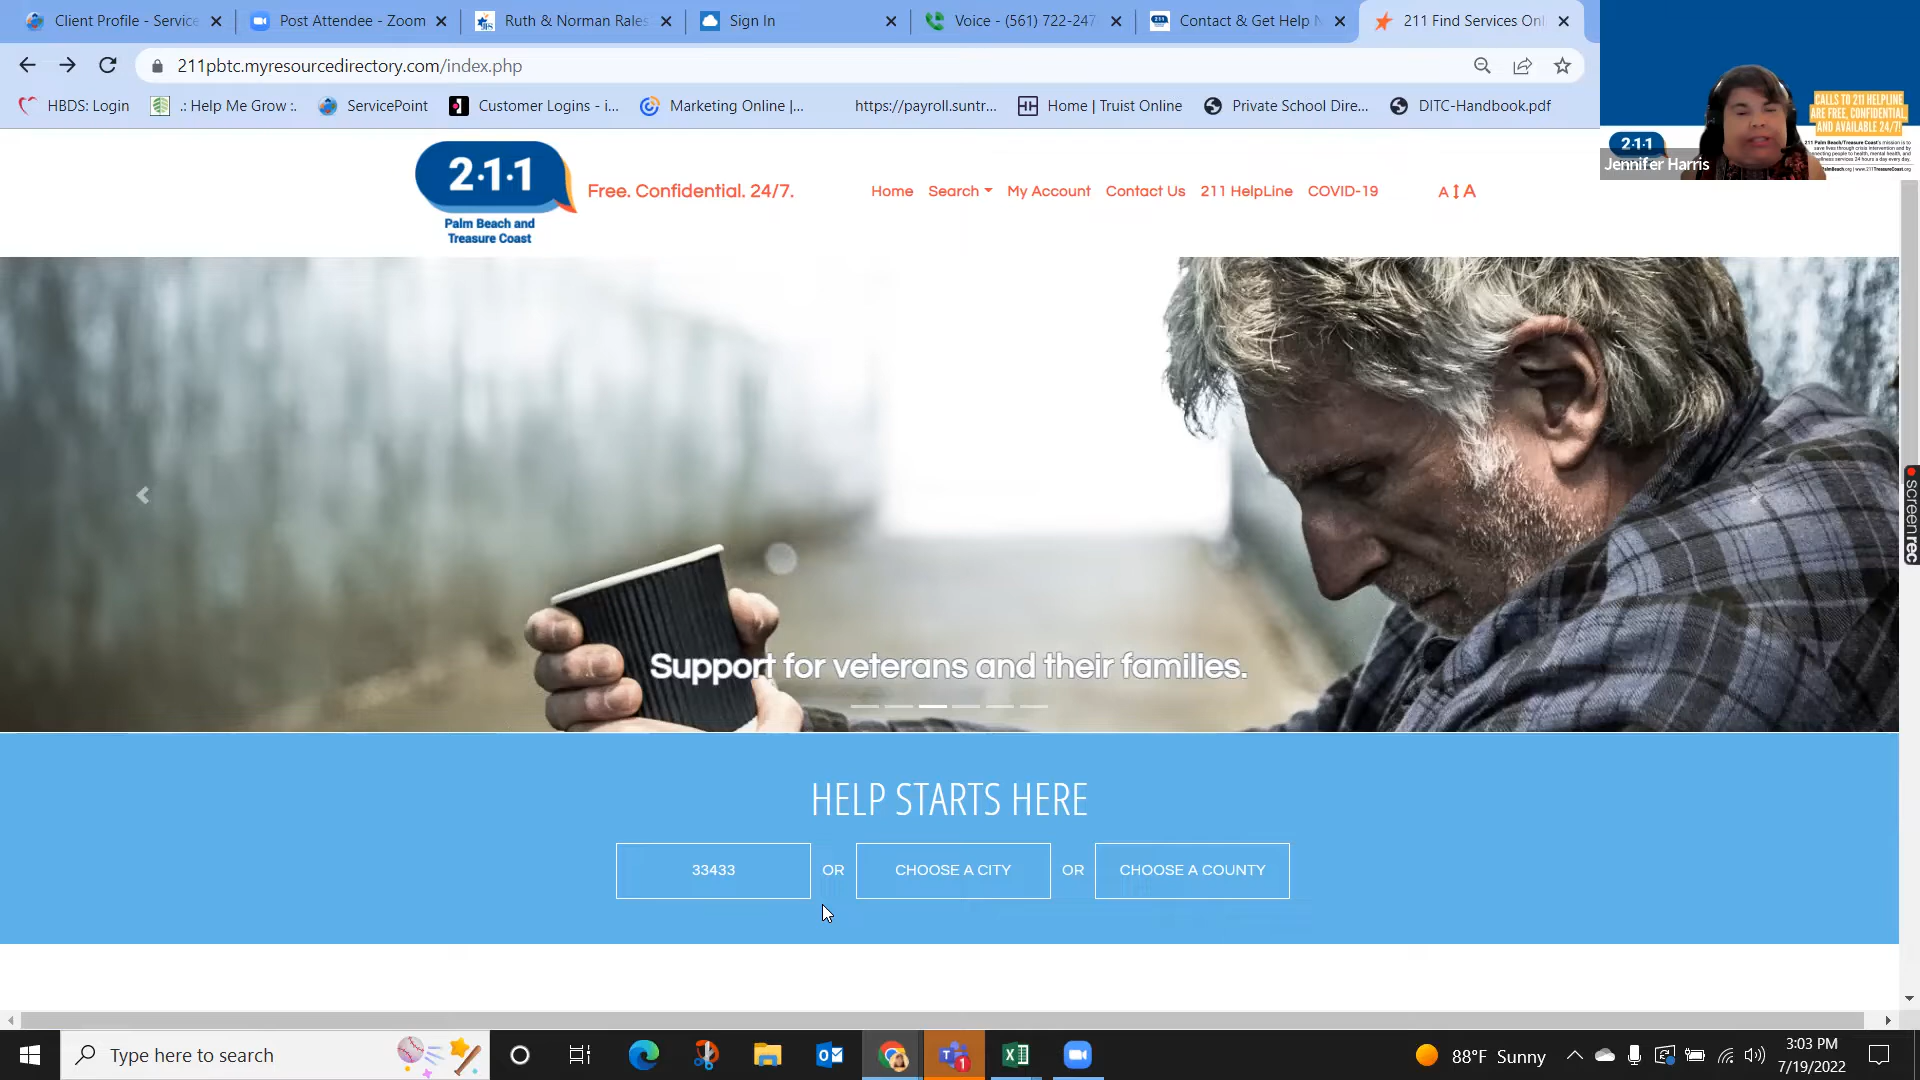 Client Profile - Service
Post Attendee - Zoom
Ruth & Norman Rales
Sign In
Voice - (561) 722-247
Contact & Get Help N
211 Find Services Onl
211pbtc.myresourcedirectory.com/index.php
HBDS: Login
.: Help Me Grow :.
ServicePoint
Customer Logins - i...
Marketing Online |...
https://payroll.suntr...
Home | Truist Online
Private School Dire...
DITC-Handbook.pdf
CALLS TO 211 HELPLINE
ARE FREE, CONFIDENTIAL,
AND AVAILABLE 24/7!
2-1-1
Jennifer Harris
2·1·1
Palm Beach and
Treasure Coast
Free. Confidential. 24/7.
Home
Search
My Account
Contact Us
211 HelpLine
COVID-19
A A
screenrec
Support for veterans and their families.
HELP STARTS HERE
33433
OR
CHOOSE A CITY
OR
CHOOSE A COUNTY
Type here to search
1
88°F Sunny
3:03 PM
7/19/2022